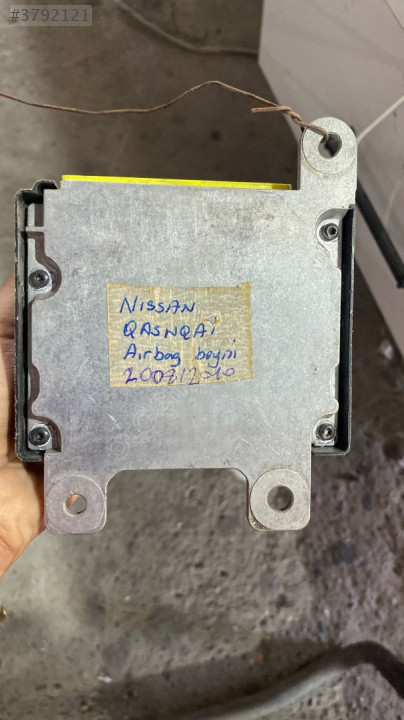 #3792121
NISSAN
QASNQAİ
Airbag beyni
2007/2010